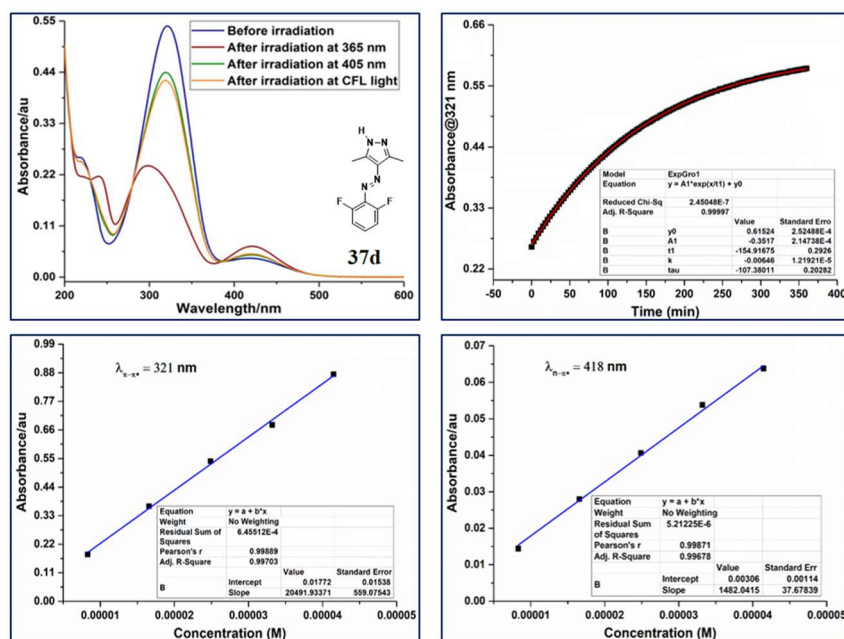 0.55
0.44
0.33
0.22
0.11
0.00
Absorbance/au
Before irradiation
After irradiation at 365 nm
After irradiation at 405 nm
After irradiation at CFL light
H
N N
N
N
F F
37d
200 300 400 500 600
Wavelength/nm
0.55
0.44
0.33
0.22
Absorbance@321 nm
Model ExpGro1
Equation y = A1*exp(x/t1) + y0
Reduced Chi-Sq 2.45048E-7
Adj. R-Square 0.99997
Value Standard Erro
B y0 0.61524 2.52488E-4
B A1 -0.3517 2.14738E-4
B t1 -154.91675 0.2926
B k -0.00646 1.21921E-5
B tau -107.38011 0.20282
-50 0 50 100 150 200 250 300 350 400
Time (min)
0.99
0.88
0.77
0.66
0.55
0.44
0.33
0.22
0.11
0.00
Absorbance/au
λπ-π* = 321 nm
Equation y = a + b*x
Weight No Weighting
Residual Sum of Squares 6.45512E-4
Pearson's r 0.99889
Adj. R-Square 0.99703
Value Standard Error
B Intercept 0.01772 0.01538
Slope 20491.93371 559.07543
0.00001 0.00002 0.00003 0.00004 0.00005
Concentration (M)
0.07
0.06
0.05
0.04
0.03
0.02
0.01
0.00
Absorbance/au
λn-π* = 418 nm
Equation y = a + b*x
Weight No Weighting
Residual Sum of Squares 5.21225E-6
Pearson's r 0.99871
Adj. R-Square 0.99678
Value Standard Err
B Intercept 0.00306 0.00114
Slope 1482.0415 37.67839
0.00001 0.00002 0.00003 0.00004 0.00005
Concentration (M)